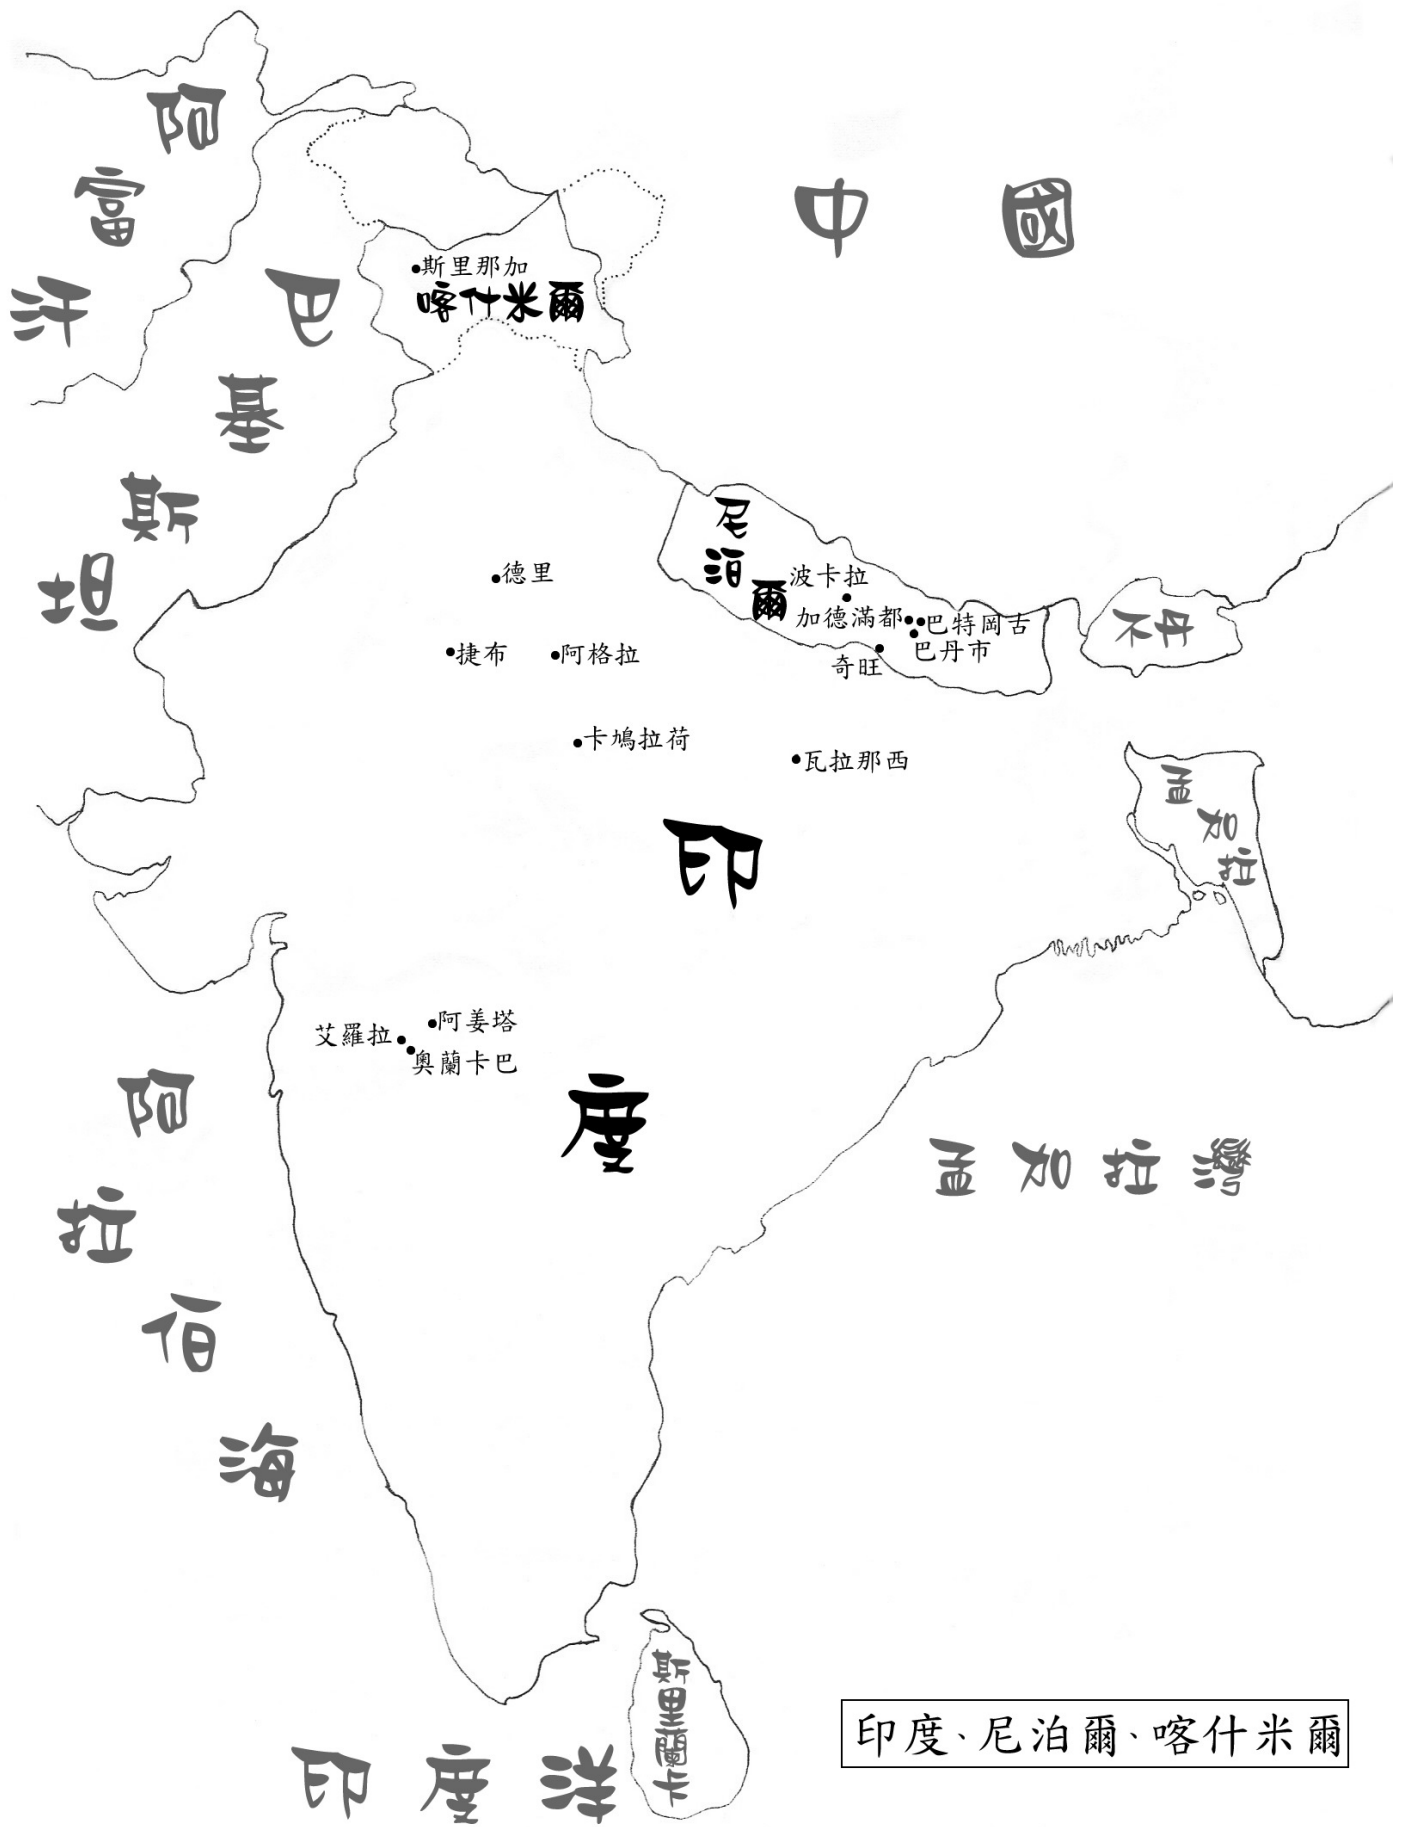 阿富汗
中國
巴基斯坦
斯里那加
喀什米爾
尼泊爾
德里
波卡拉
加德滿都
巴特岡古
巴丹市
奇旺
不丹
捷布
阿格拉
卡鳩拉荷
瓦拉那西
孟加拉
印度
艾羅拉
阿姜塔
奧蘭卡巴
阿拉伯海
孟加拉灣
斯里蘭卡
印度洋
印度、尼泊爾、喀什米爾